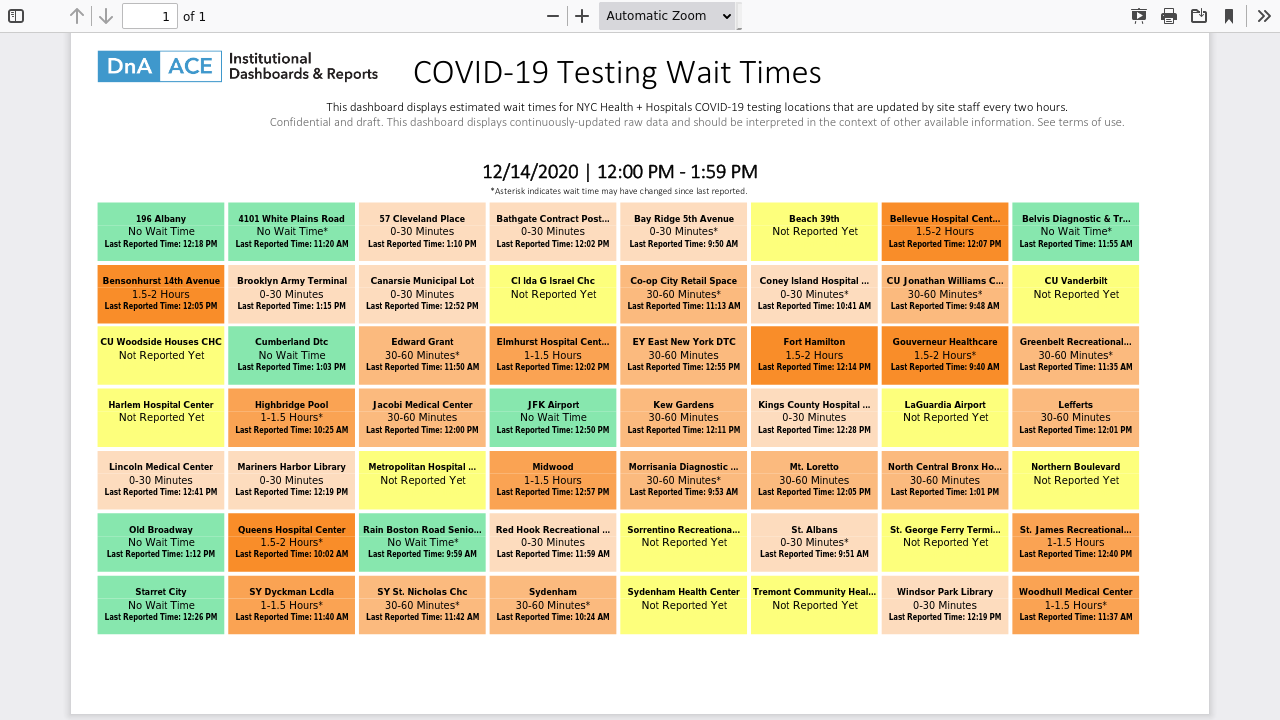 1 of 1
Automatic Zoom
DnA ACE Institutional
Dashboards & Reports
COVID-19 Testing Wait Times
This dashboard displays estimated wait times for NYC Health + Hospitals COVID-19 testing locations that are updated by site staff every two hours.
Confidential and draft. This dashboard displays continuously-updated raw data and should be interpreted in the context of other available information. See terms of use.
12/14/2020 | 12:00 PM - 1:59 PM
*Asterisk indicates wait time may have changed since last reported.
196 Albany
No Wait Time
Last Reported Time: 12:18 PM
4101 White Plains Road
No Wait Time*
Last Reported Time: 11:20 AM
57 Cleveland Place
0-30 Minutes
Last Reported Time: 1:10 PM
Bathgate Contract Post...
0-30 Minutes
Last Reported Time: 12:02 PM
Bay Ridge 5th Avenue
0-30 Minutes*
Last Reported Time: 9:50 AM
Beach 39th
Not Reported Yet
Bellevue Hospital Cent...
1.5-2 Hours
Last Reported Time: 12:07 PM
Belvis Diagnostic & Tr...
No Wait Time*
Last Reported Time: 11:55 AM
Bensonhurst 14th Avenue
1.5-2 Hours
Last Reported Time: 12:05 PM
Brooklyn Army Terminal
0-30 Minutes
Last Reported Time: 1:15 PM
Canarsie Municipal Lot
0-30 Minutes
Last Reported Time: 12:52 PM
CI Ida G Israel Chc
Not Reported Yet
Co-op City Retail Space
30-60 Minutes*
Last Reported Time: 11:13 AM
Coney Island Hospital ...
0-30 Minutes*
Last Reported Time: 10:41 AM
CU Jonathan Williams C...
30-60 Minutes*
Last Reported Time: 9:48 AM
CU Vanderbilt
Not Reported Yet
CU Woodside Houses CHC
Not Reported Yet
Cumberland Dtc
No Wait Time
Last Reported Time: 1:03 PM
Edward Grant
30-60 Minutes*
Last Reported Time: 11:50 AM
Elmhurst Hospital Cent...
1-1.5 Hours
Last Reported Time: 12:02 PM
EY East New York DTC
30-60 Minutes
Last Reported Time: 12:55 PM
Fort Hamilton
1.5-2 Hours
Last Reported Time: 12:14 PM
Gouverneur Healthcare
1.5-2 Hours*
Last Reported Time: 9:40 AM
Greenbelt Recreational...
30-60 Minutes*
Last Reported Time: 11:35 AM
Harlem Hospital Center
Not Reported Yet
Highbridge Pool
1-1.5 Hours*
Last Reported Time: 10:25 AM
Jacobi Medical Center
30-60 Minutes
Last Reported Time: 12:00 PM
JFK Airport
No Wait Time
Last Reported Time: 12:50 PM
Kew Gardens
30-60 Minutes
Last Reported Time: 12:11 PM
Kings County Hospital ...
0-30 Minutes
Last Reported Time: 12:28 PM
LaGuardia Airport
Not Reported Yet
Lefferts
30-60 Minutes
Last Reported Time: 12:01 PM
Lincoln Medical Center
0-30 Minutes
Last Reported Time: 12:41 PM
Mariners Harbor Library
0-30 Minutes
Last Reported Time: 12:19 PM
Metropolitan Hospital ...
Not Reported Yet
Midwood
1-1.5 Hours
Last Reported Time: 12:57 PM
Morrisania Diagnostic ...
30-60 Minutes*
Last Reported Time: 9:53 AM
Mt. Loretto
30-60 Minutes
Last Reported Time: 12:05 PM
North Central Bronx Ho...
30-60 Minutes
Last Reported Time: 1:01 PM
Northern Boulevard
Not Reported Yet
Old Broadway
No Wait Time
Last Reported Time: 1:12 PM
Queens Hospital Center
1.5-2 Hours*
Last Reported Time: 10:02 AM
Rain Boston Road Senio...
No Wait Time*
Last Reported Time: 9:59 AM
Red Hook Recreational ...
0-30 Minutes
Last Reported Time: 11:59 AM
Sorrentino Recreationa...
Not Reported Yet
St. Albans
0-30 Minutes*
Last Reported Time: 9:51 AM
St. George Ferry Termi...
Not Reported Yet
St. James Recreational...
1-1.5 Hours
Last Reported Time: 12:40 PM
Starret City
No Wait Time
Last Reported Time: 12:26 PM
SY Dyckman Lcdla
1-1.5 Hours*
Last Reported Time: 11:40 AM
SY St. Nicholas Chc
30-60 Minutes*
Last Reported Time: 11:42 AM
Sydenham
30-60 Minutes*
Last Reported Time: 10:24 AM
Sydenham Health Center
Not Reported Yet
Tremont Community Heal...
Not Reported Yet
Windsor Park Library
0-30 Minutes
Last Reported Time: 12:19 PM
Woodhull Medical Center
1-1.5 Hours*
Last Reported Time: 11:37 AM